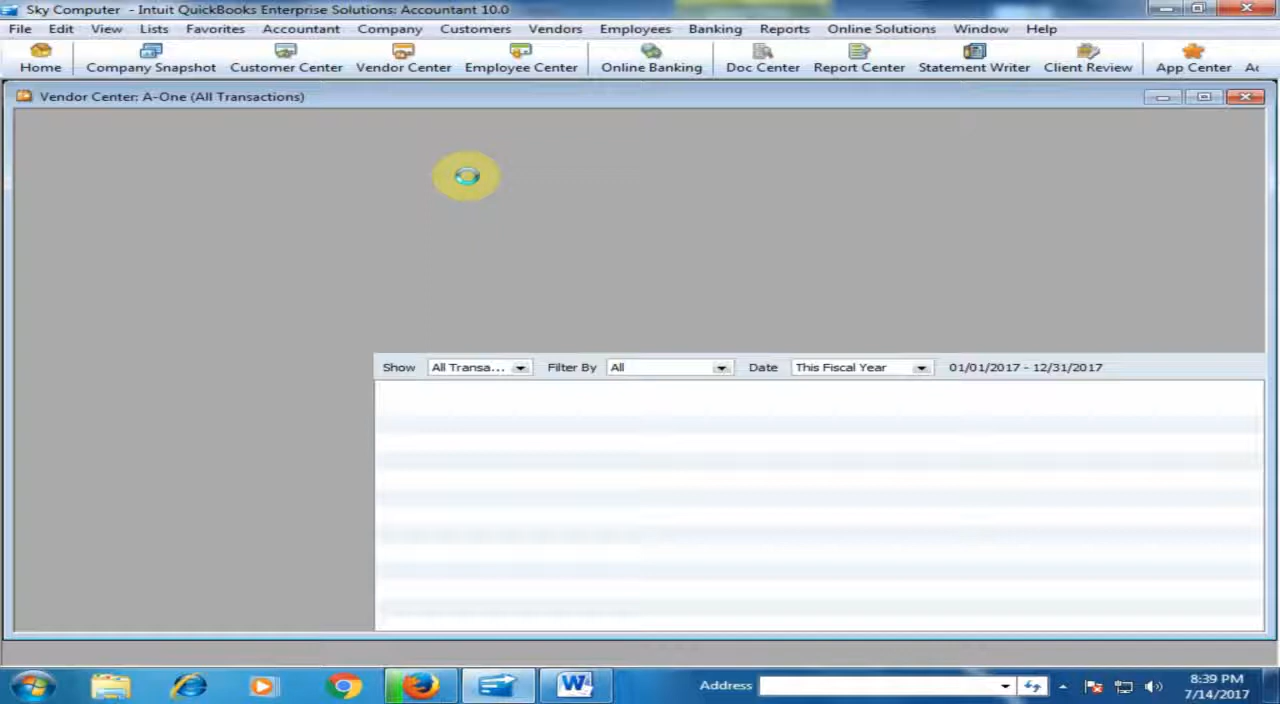 Sky Computer - Intuit QuickBooks Enterprise Solutions: Accountant 10.0
File Edit View Lists Favorites Accountant Company Customers Vendors Employees Banking Reports Online Solutions Window Help
Home Company Snapshot Customer Center Vendor Center Employee Center Online Banking Doc Center Report Center Statement Writer Client Review App Center Ac
Vendor Center: A-One (All Transactions)
Show All Transa... Filter By All Date This Fiscal Year 01/01/2017 - 12/31/2017
Address
8:39 PM
7/14/2017